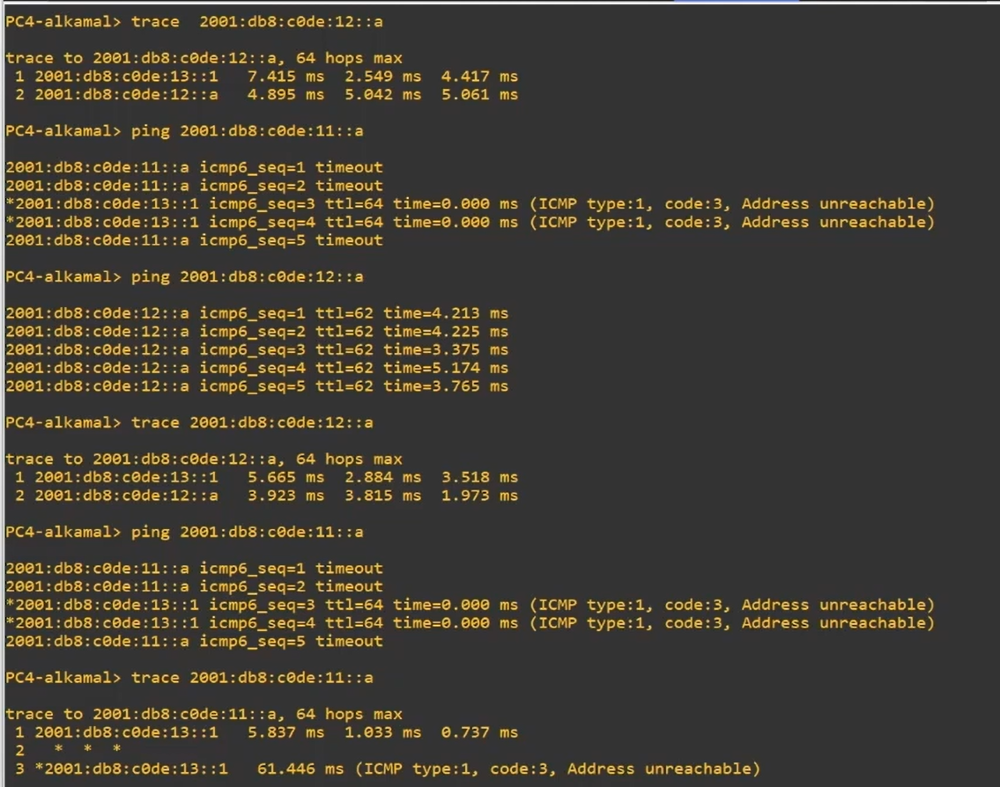 PC4-alkamal> trace  2001:db8:c0de:12::a
trace to 2001:db8:c0de:12::a, 64 hops max
 1 2001:db8:c0de:13::1   7.415 ms  2.549 ms  4.417 ms
 2 2001:db8:c0de:12::a   4.895 ms  5.042 ms  5.061 ms
PC4-alkamal> ping 2001:db8:c0de:11::a
2001:db8:c0de:11::a icmp6_seq=1 timeout
2001:db8:c0de:11::a icmp6_seq=2 timeout
*2001:db8:c0de:13::1 icmp6_seq=3 ttl=64 time=0.000 ms (ICMP type:1, code:3, Address unreachable)
*2001:db8:c0de:13::1 icmp6_seq=4 ttl=64 time=0.000 ms (ICMP type:1, code:3, Address unreachable)
2001:db8:c0de:11::a icmp6_seq=5 timeout
PC4-alkamal> ping 2001:db8:c0de:12::a
2001:db8:c0de:12::a icmp6_seq=1 ttl=62 time=4.213 ms
2001:db8:c0de:12::a icmp6_seq=2 ttl=62 time=4.225 ms
2001:db8:c0de:12::a icmp6_seq=3 ttl=62 time=3.375 ms
2001:db8:c0de:12::a icmp6_seq=4 ttl=62 time=5.174 ms
2001:db8:c0de:12::a icmp6_seq=5 ttl=62 time=3.765 ms
PC4-alkamal> trace 2001:db8:c0de:12::a
trace to 2001:db8:c0de:12::a, 64 hops max
 1 2001:db8:c0de:13::1   5.665 ms  2.884 ms  3.518 ms
 2 2001:db8:c0de:12::a   3.923 ms  3.815 ms  1.973 ms
PC4-alkamal> ping 2001:db8:c0de:11::a
2001:db8:c0de:11::a icmp6_seq=1 timeout
2001:db8:c0de:11::a icmp6_seq=2 timeout
*2001:db8:c0de:13::1 icmp6_seq=3 ttl=64 time=0.000 ms (ICMP type:1, code:3, Address unreachable)
*2001:db8:c0de:13::1 icmp6_seq=4 ttl=64 time=0.000 ms (ICMP type:1, code:3, Address unreachable)
2001:db8:c0de:11::a icmp6_seq=5 timeout
PC4-alkamal> trace 2001:db8:c0de:11::a
trace to 2001:db8:c0de:11::a, 64 hops max
 1 2001:db8:c0de:13::1   5.837 ms  1.033 ms  0.737 ms
 2   *  *  *
 3 *2001:db8:c0de:13::1   61.446 ms (ICMP type:1, code:3, Address unreachable)